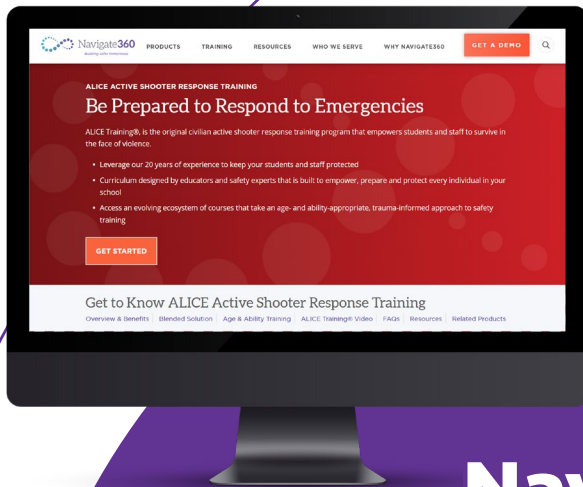 Navigate360
PRODUCTS TRAINING RESOURCES WHO WE SERVE WHY NAVIGATE360 GET A DEMO
ALICE ACTIVE SHOOTER RESPONSE TRAINING
Be Prepared to Respond to Emergencies
ALICE Training®, is the original civilian active shooter response training program that empowers students and staff to survive in
the face of violence.
• Leverage our 20 years of experience to keep your students and staff protected
• Curriculum designed by educators and safety experts that is built to empower, prepare and protect every individual in your
school
• Access an evolving ecosystem of courses that take an age- and ability-appropriate, trauma-informed approach to safety
training
GET STARTED
Get to Know ALICE Active Shooter Response Training
Overview & Benefits | Blended Solution | Age & Ability Training | ALICE Training® Video | FAQs | Resources | Related Products
Nav